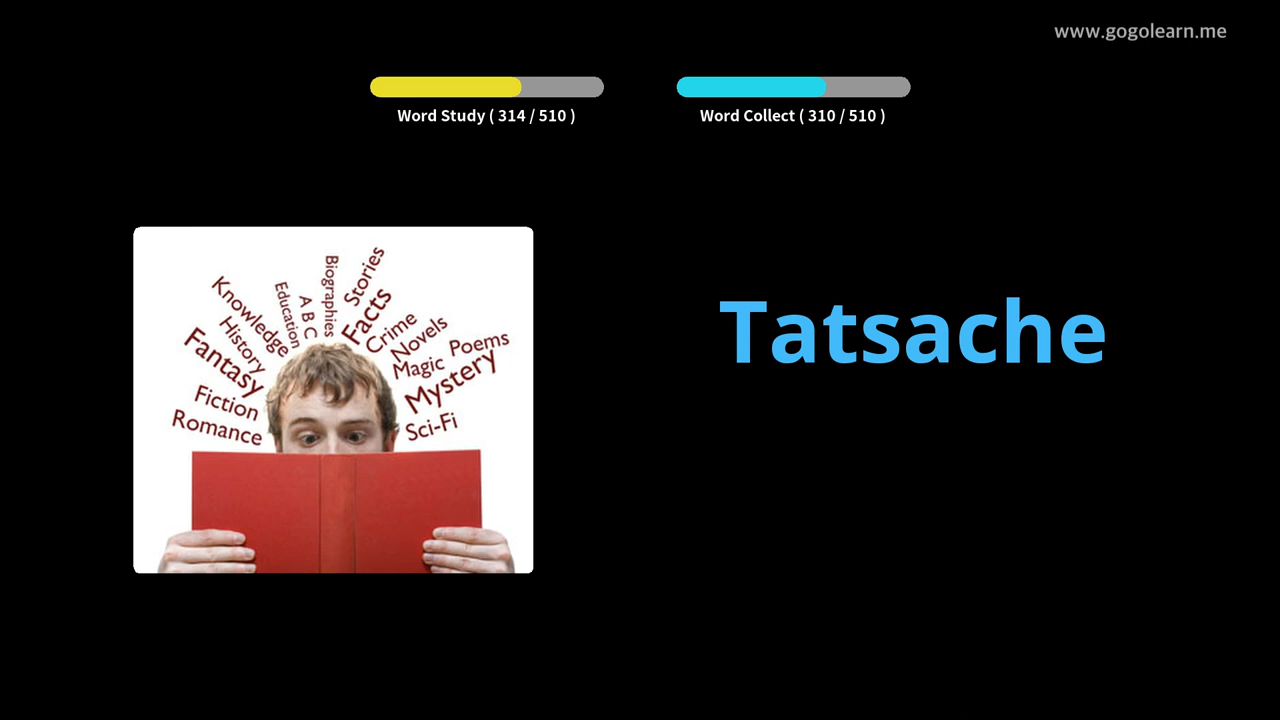 www.gogolearn.me
Word Study ( 314 / 510 )
Word Collect ( 310 / 510 )
Tatsache
Biographies
Stories
Education
A B C
Facts
Knowledge
History
Crime
Novels
Fantasy
Magic
Poems
Mystery
Fiction
Romance
Sci-Fi